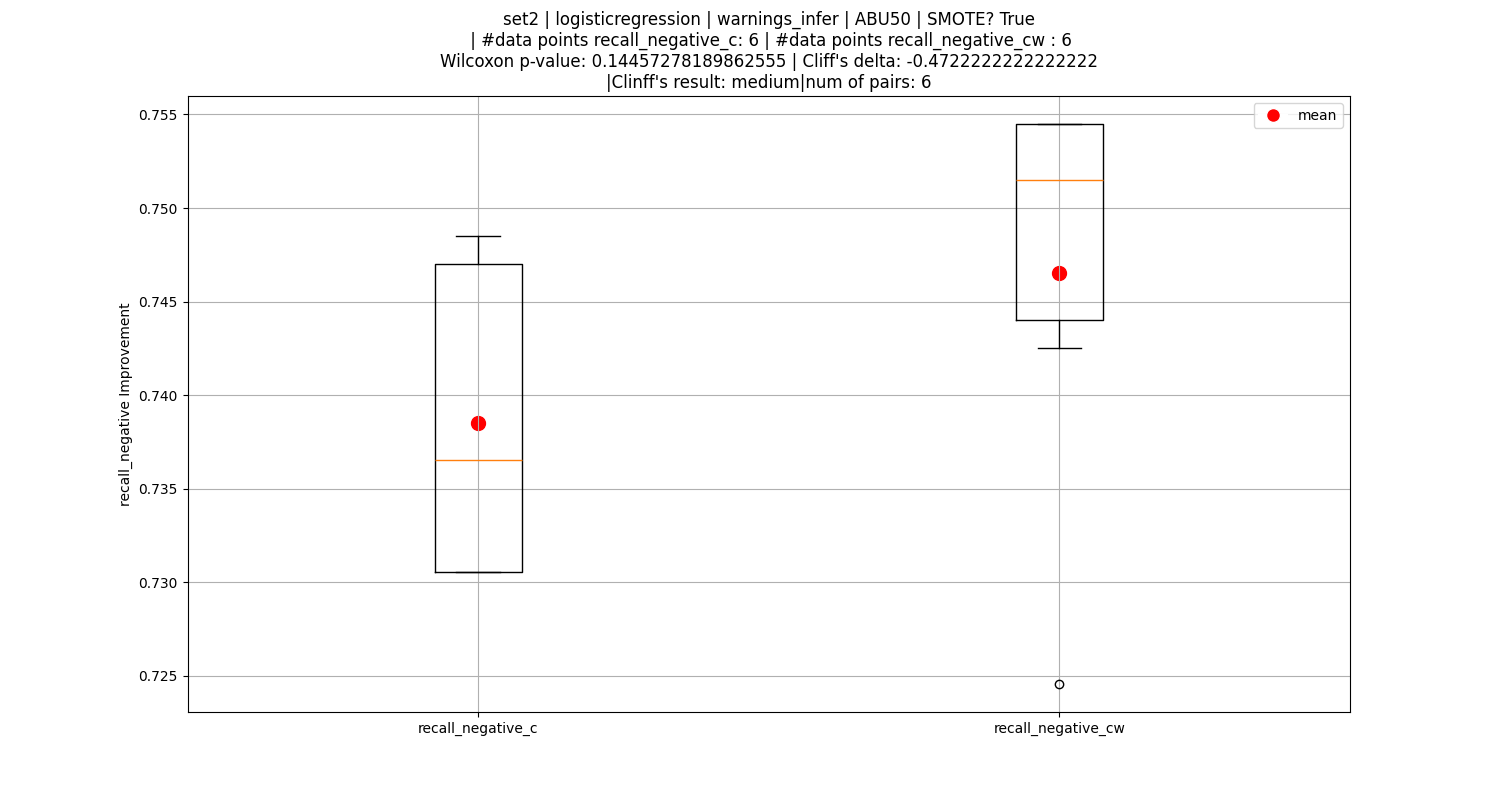 set2 | logisticregression | warnings_infer | ABU50 | SMOTE? True
| #data points recall_negative_c: 6 | #data points recall_negative_cw : 6
Wilcoxon p-value: 0.14457278189862555 | Cliff's delta: -0.4722222222222222
|Clinff's result: medium|num of pairs: 6
mean
0.755
0.750
0.745
0.740
0.735
0.730
0.725
recall_negative Improvement
recall_negative_c
recall_negative_cw